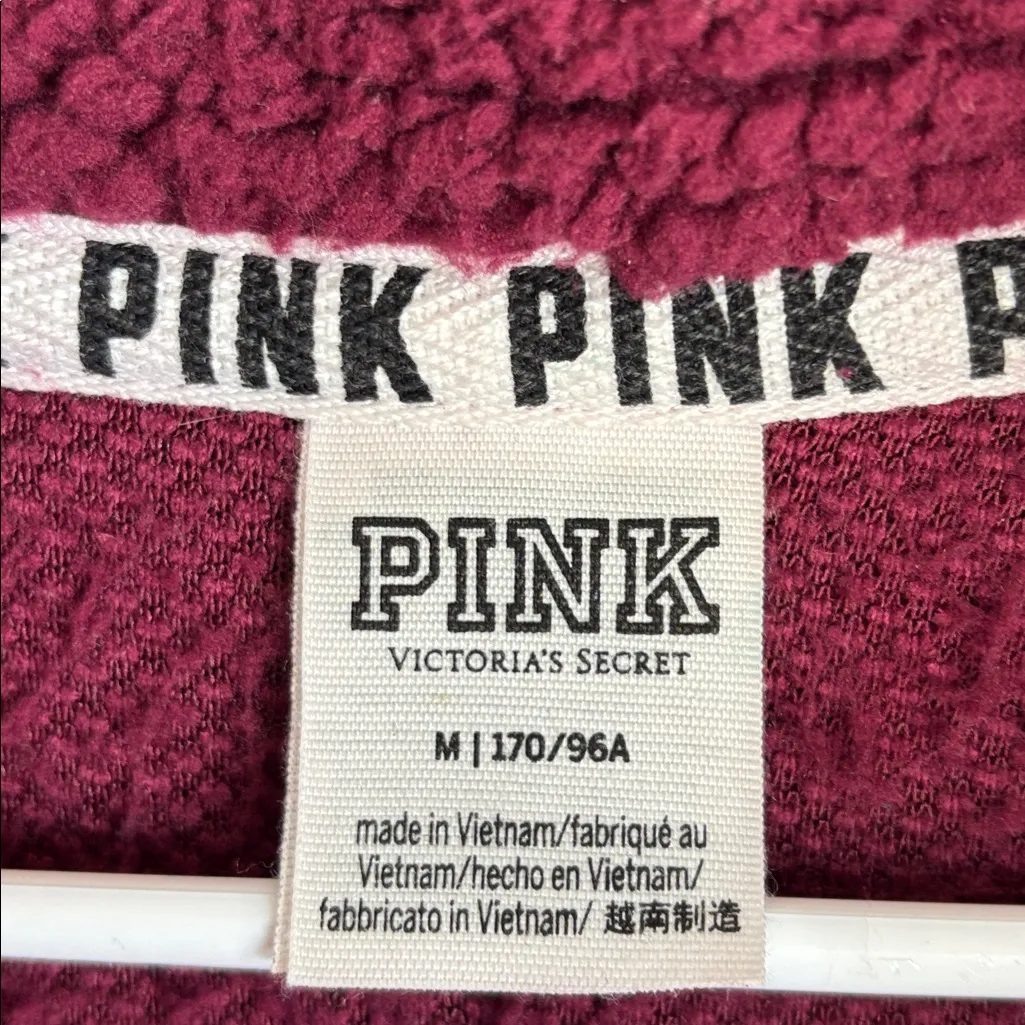 PINK PINK P
PINK
VICTORIA'S SECRET
M | 170/96A
made in Vietnam/fabriqué au
Vietnam/hecho en Vietnam/
fabbricato in Vietnam/ 越南制造